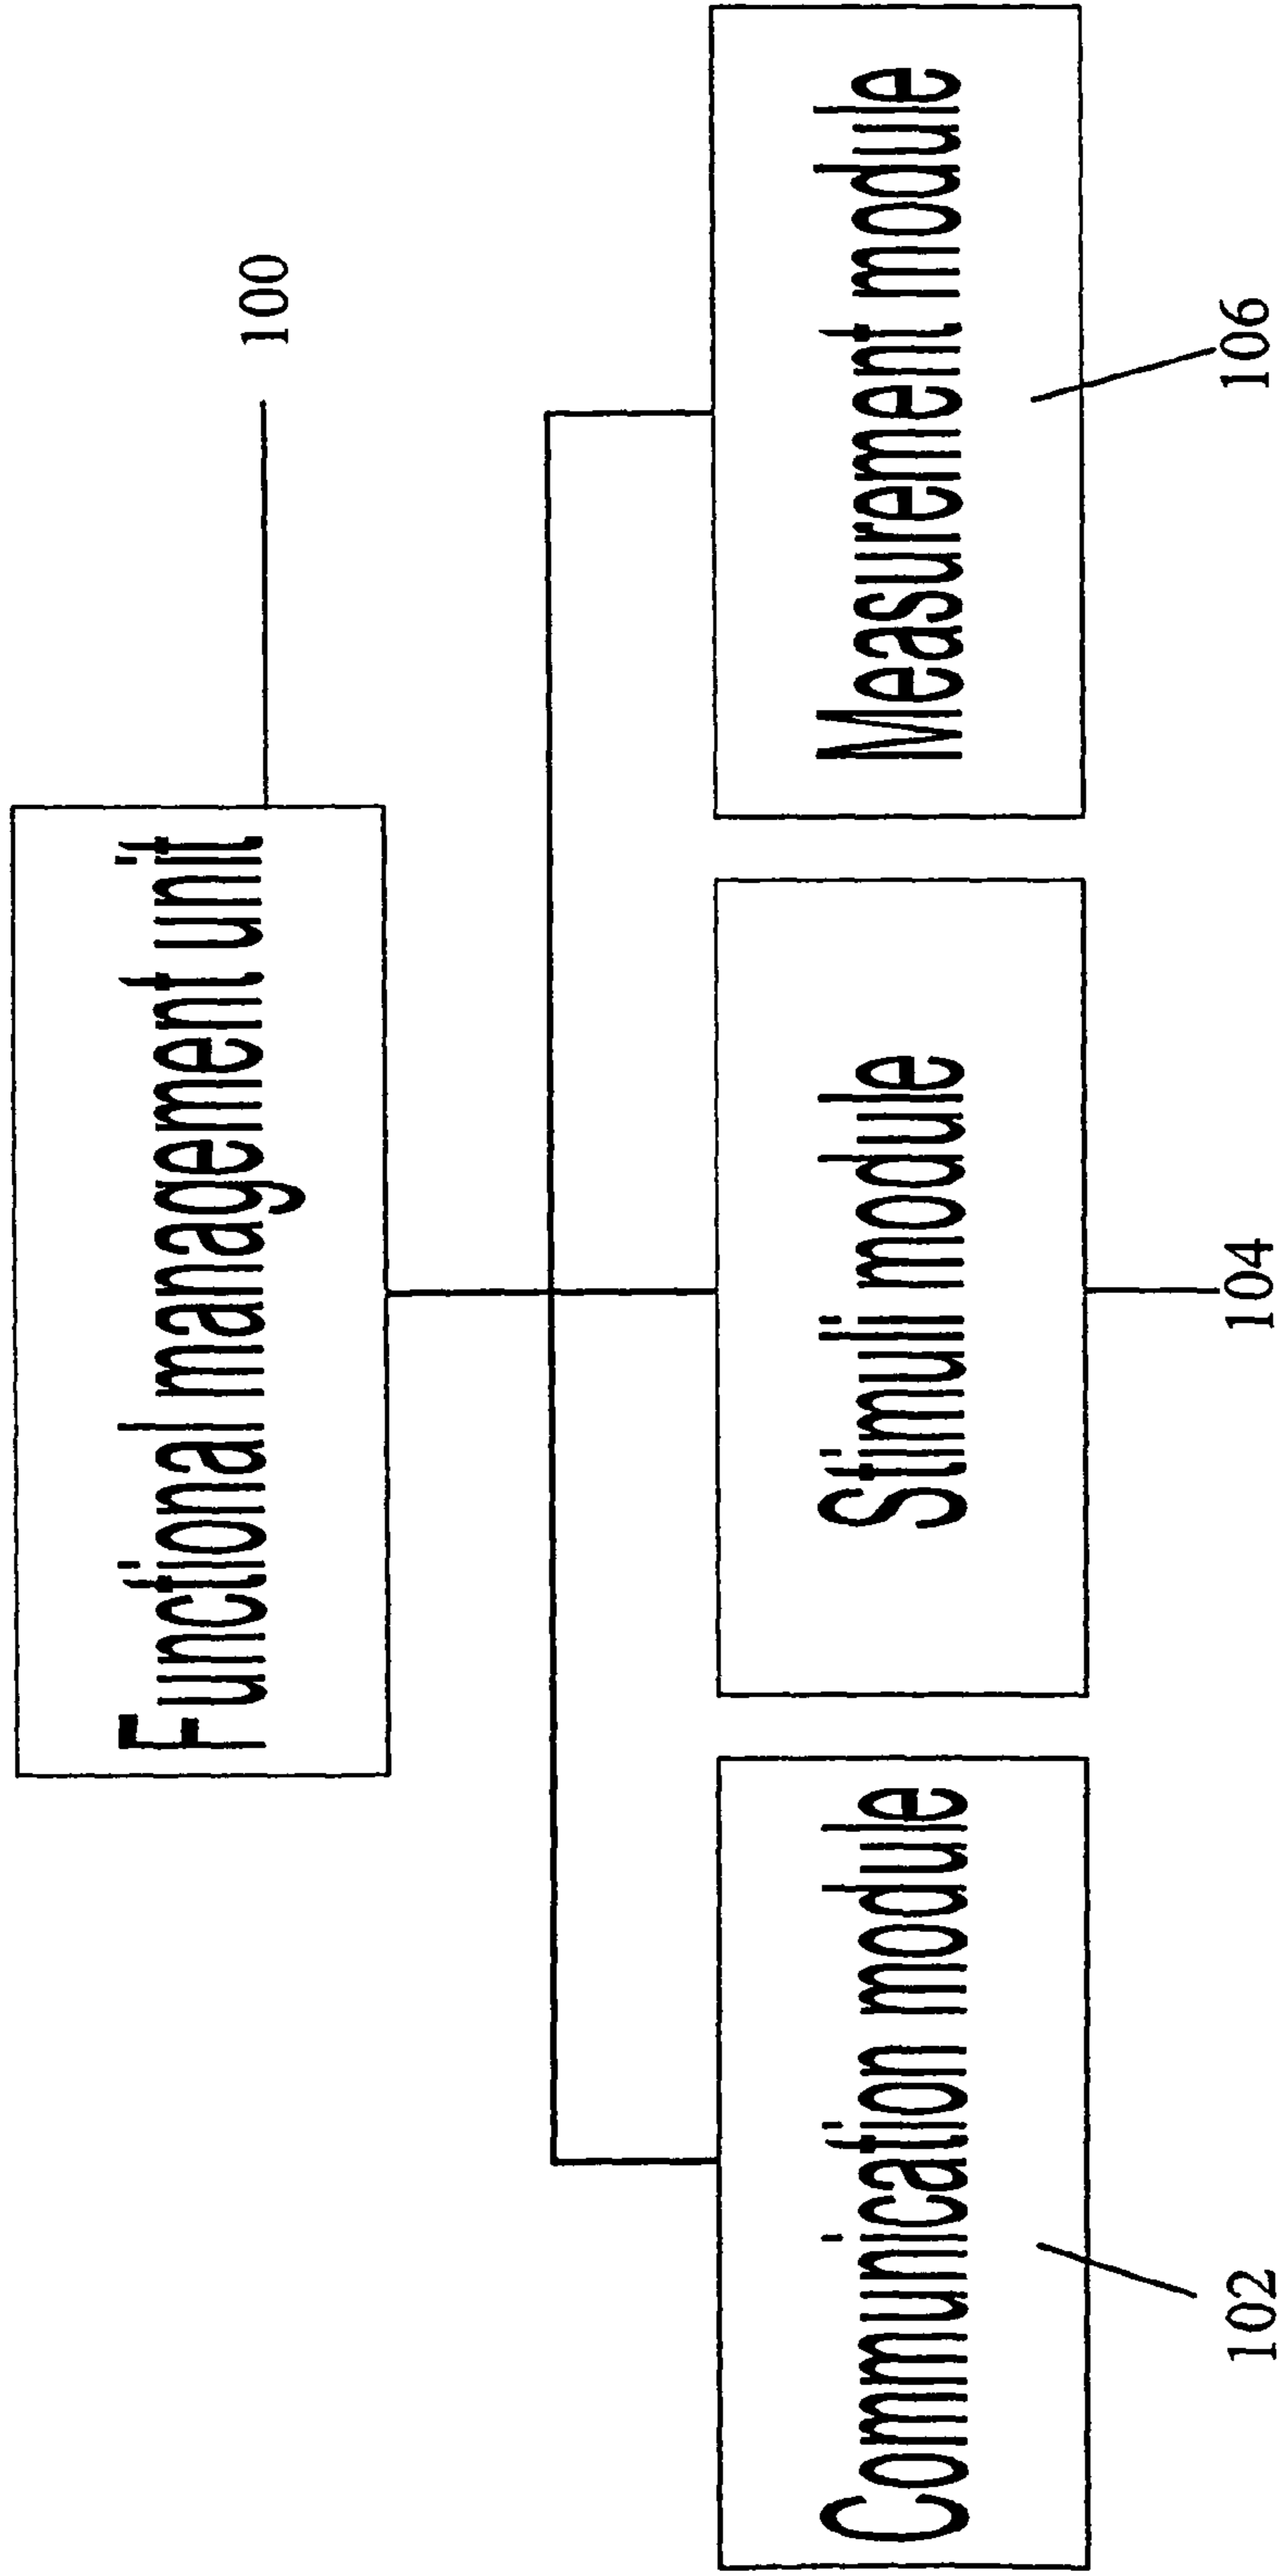 Functional management unit
100
Communication module
Stimuli module
Measurement module
102
104
106